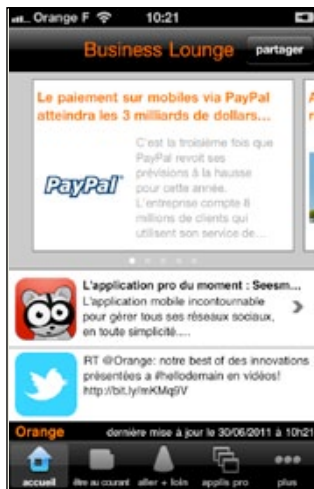 Orange F 10:21
Business Lounge
partager
Le paiement sur mobiles via PayPal
atteindra les 3 milliards de dollars...
PayPal
C'est la troisième fois que
PayPal revoit ses
prévisions à la hausse
pour cette année.
L'entreprise compte 8
millions de clients qui
utilisent son service de...
L'application pro du moment : Seesm...
L'application mobile incontournable
pour gérer tous ses réseaux sociaux,
en toute simplicité....
RT @Orange: notre best of des innovations
présentées a #hellodemain en vidéos!
http://bit.ly/mKMq9V
Orange dernière mise à jour le 30/06/2011 à 10h21
accueil être au courant aller + loin applis pro plus